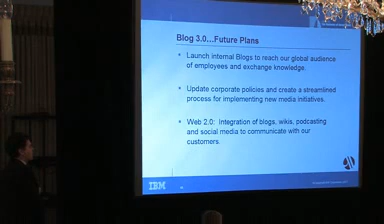 Blog 3.0...Future Plans
• Launch internal Blogs to reach our global audience
of employees and exchange knowledge.
• Update corporate policies and create a streamlined
process for implementing new media initiatives.
• Web 2.0: Integration of blogs, wikis, podcasting
and social media to communicate with our
customers.
IBM